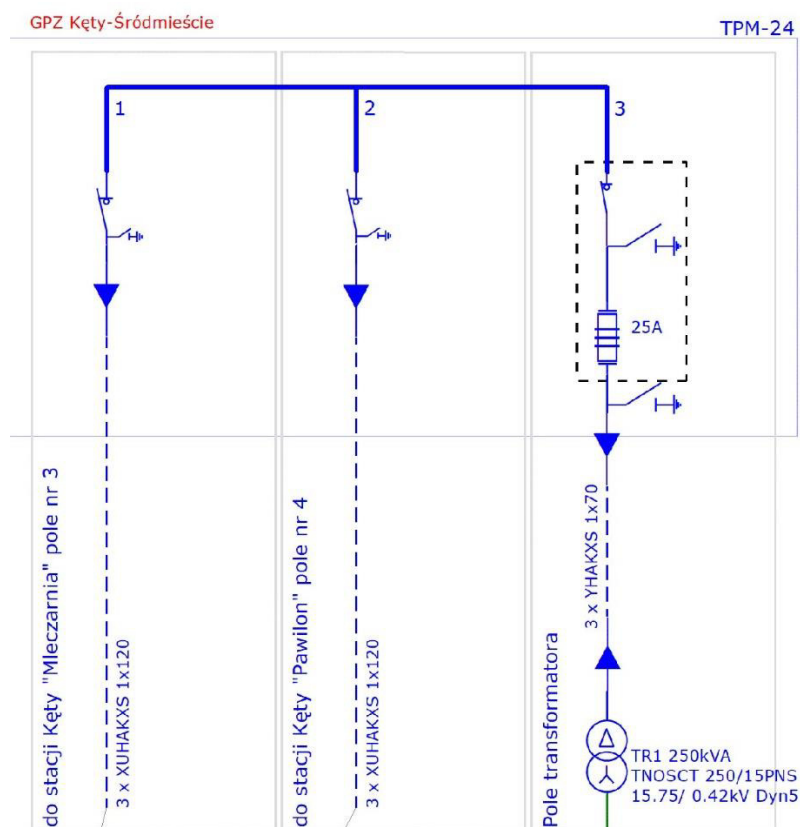 GPZ Kęty-Śródmieście
TPM-24
1
2
3
25A
do stacji Kęty "Mleczarnia" pole nr 3
3 x XUHAKXS 1x120
do stacji Kęty "Pawilon" pole nr 4
3 x XUHAKXS 1x120
Pole transformatora
3 x YHAKXS 1x70
TR1 250kVA
TNOSCT 250/15PNS
15.75/ 0.42kV Dyn5